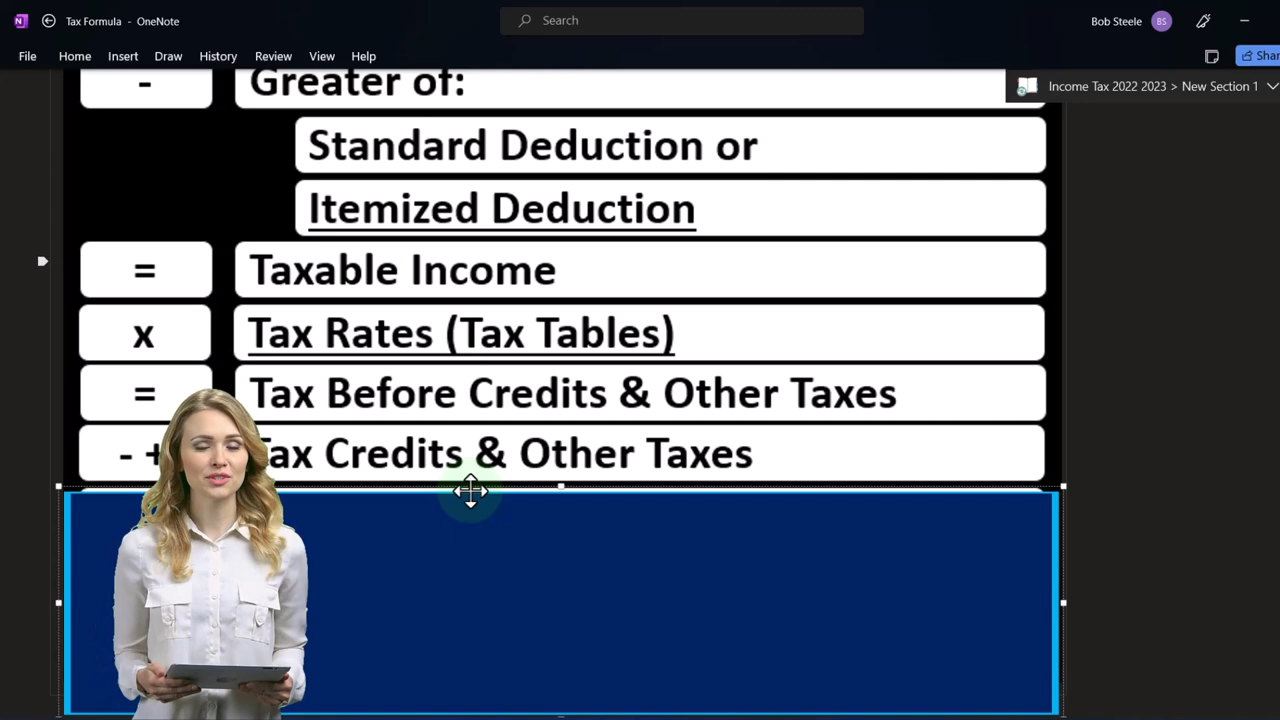 Tax Formula - OneNote
Search
Bob Steele
BS
File Home Insert Draw History Review View Help
Shar
Income Tax 2022 2023 > New Section 1
- Greater of:
Standard Deduction or
Itemized Deduction
= Taxable Income
x Tax Rates (Tax Tables)
= Tax Before Credits & Other Taxes
- + Tax Credits & Other Taxes